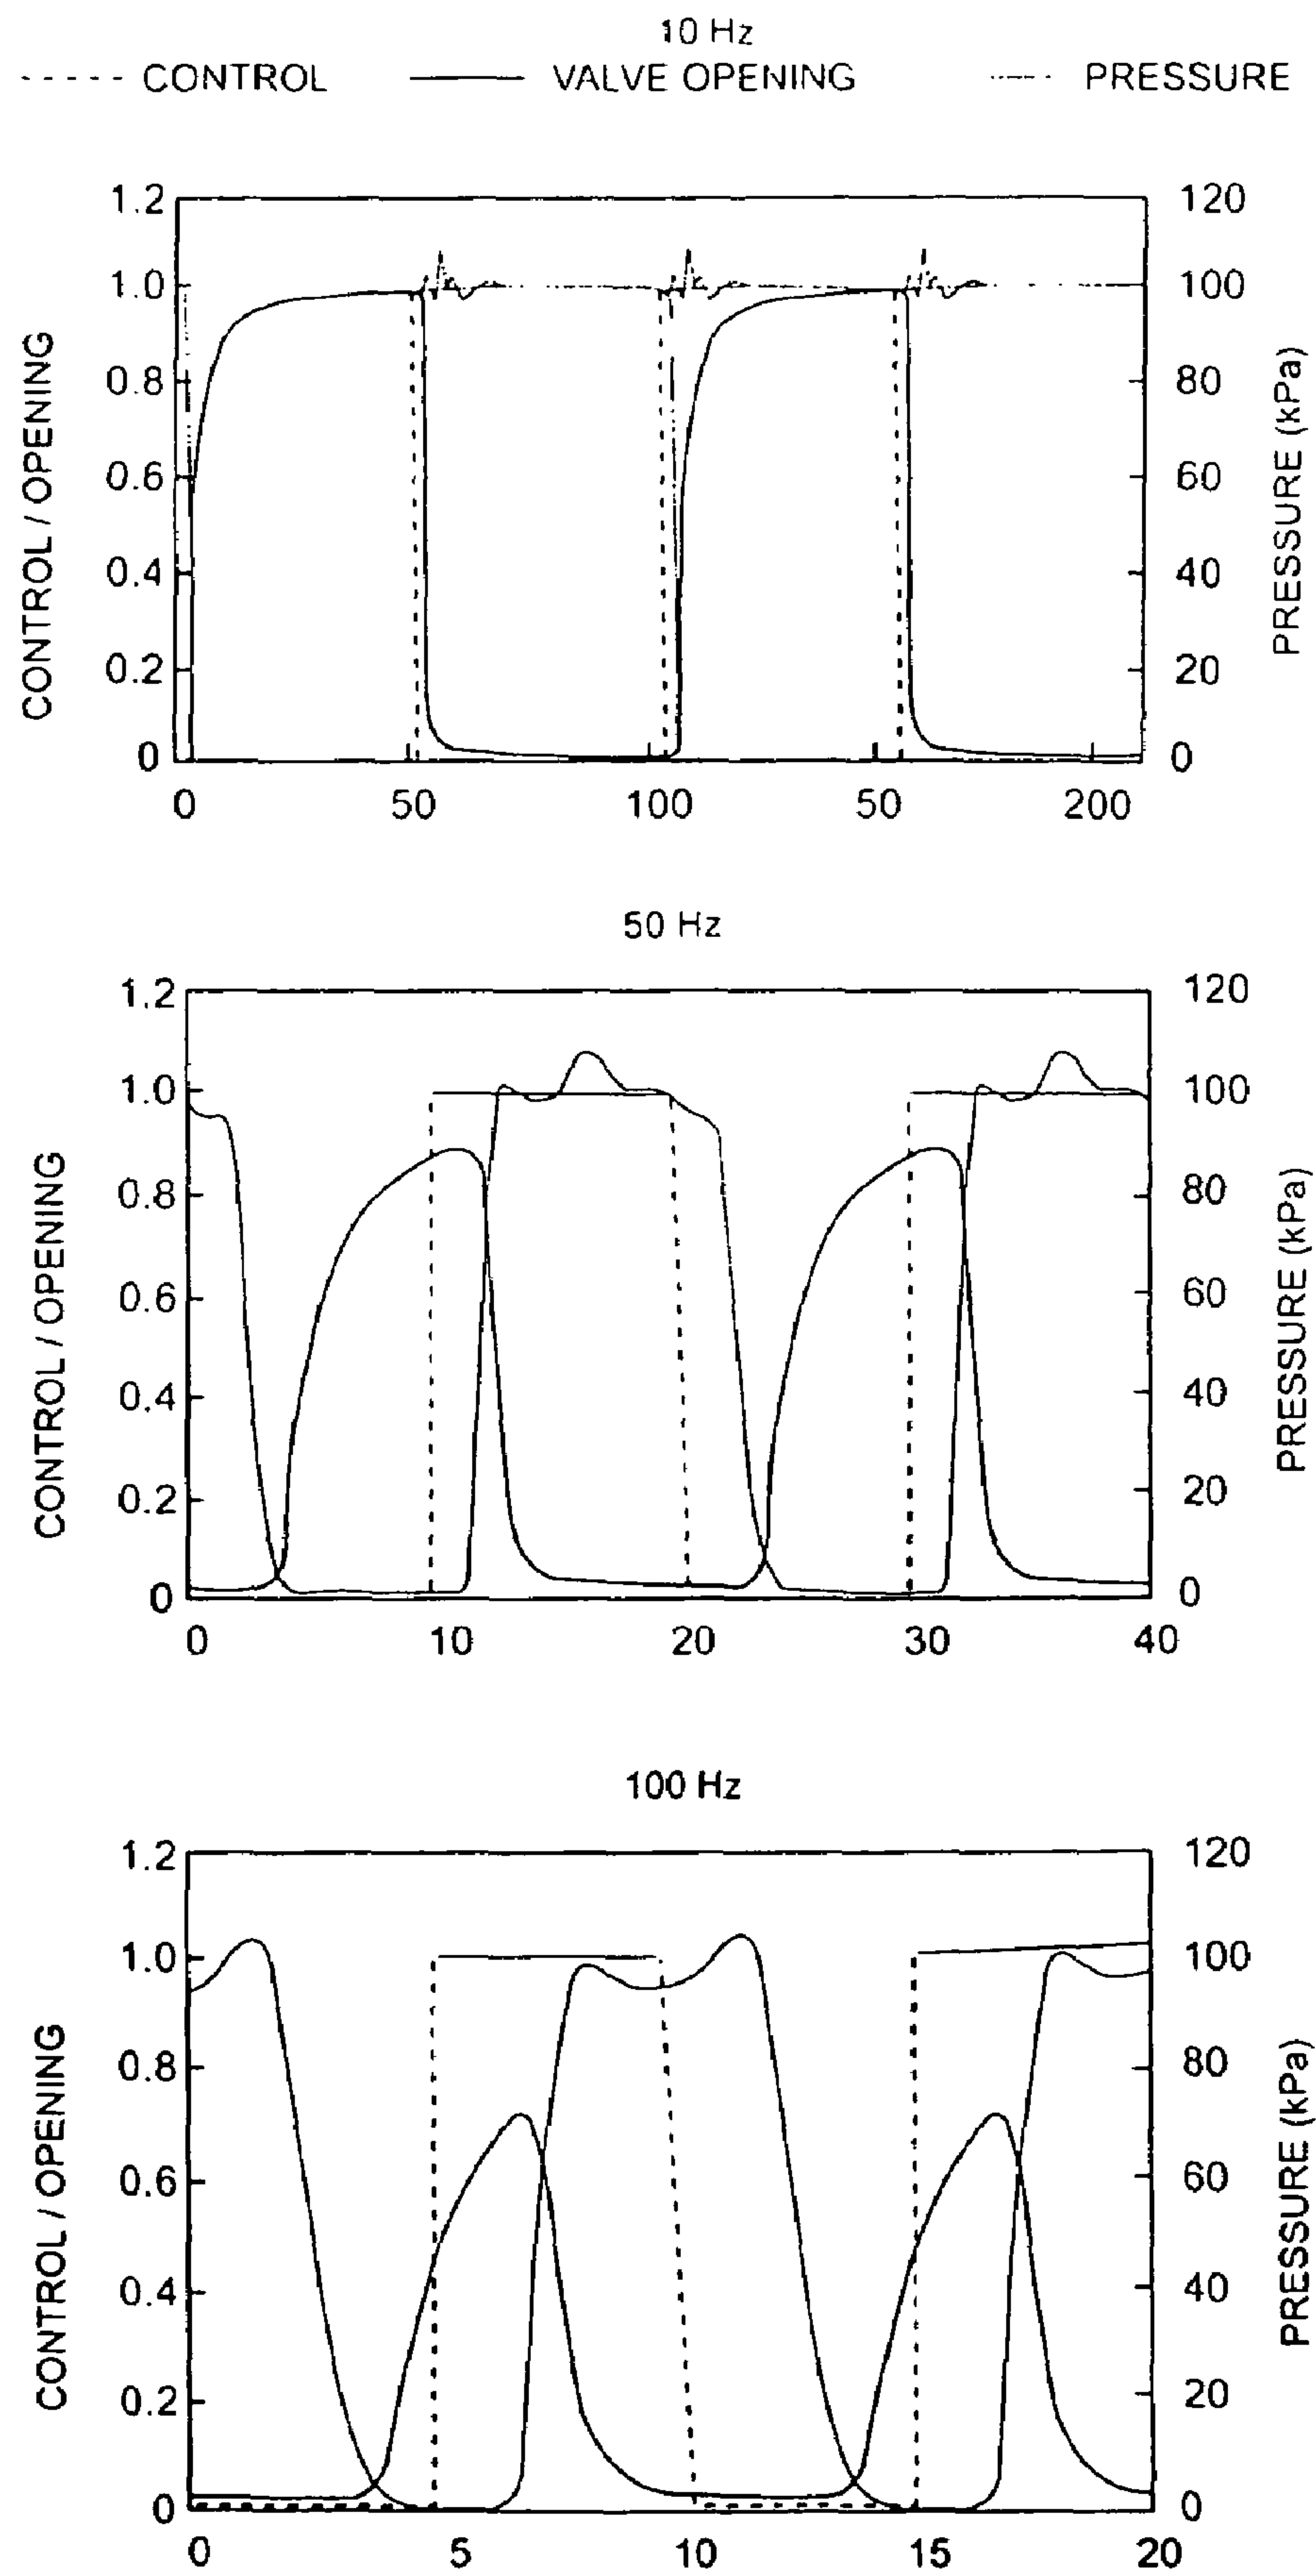 10 Hz
CONTROL VALVE OPENING PRESSURE
1.2 120
1.0 100
0.8 80
0.6 60
0.4 40
0.2 20
0 0
CONTROL / OPENING
PRESSURE (kPa)
0 50 100 50 200
50 Hz
1.2 120
1.0 100
0.8 80
0.6 60
0.4 40
0.2 20
0 0
CONTROL / OPENING
PRESSURE (kPa)
0 10 20 30 40
100 Hz
1.2 120
1.0 100
0.8 80
0.6 60
0.4 40
0.2 20
0 0
CONTROL / OPENING
PRESSURE (kPa)
0 5 10 15 20